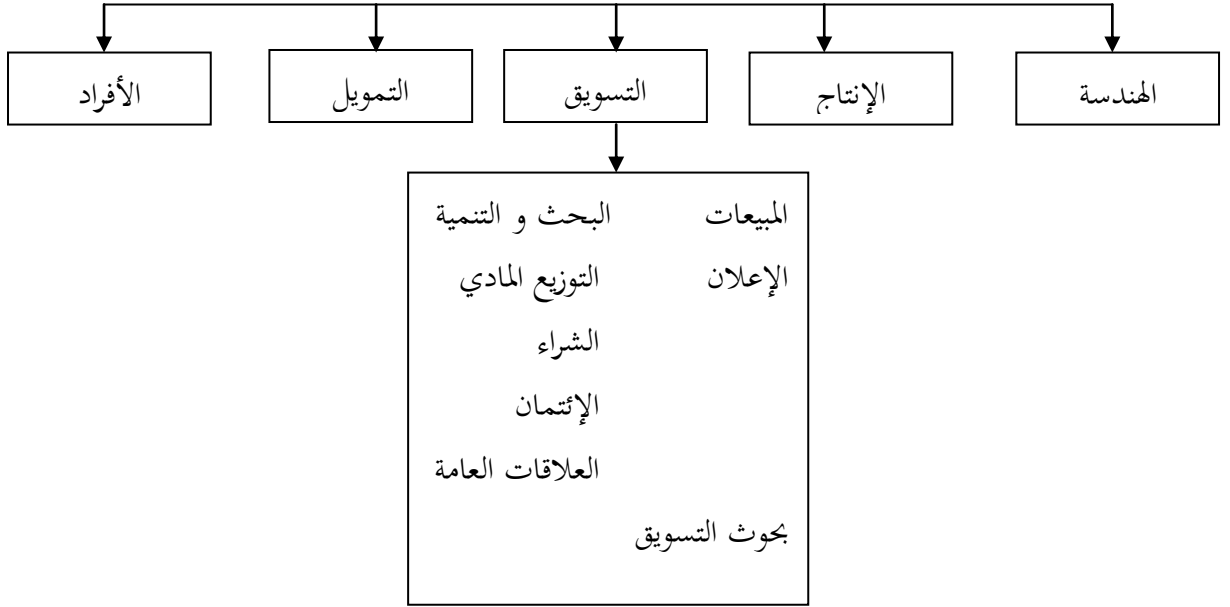 الهندسة
الإنتاج
التسويق
التمويل
الأفراد
المبيعات البحث و التنمية
الإعلان التوزيع المادي
الشراء
الإئتمان
العلاقات العامة
بحوث التسويق